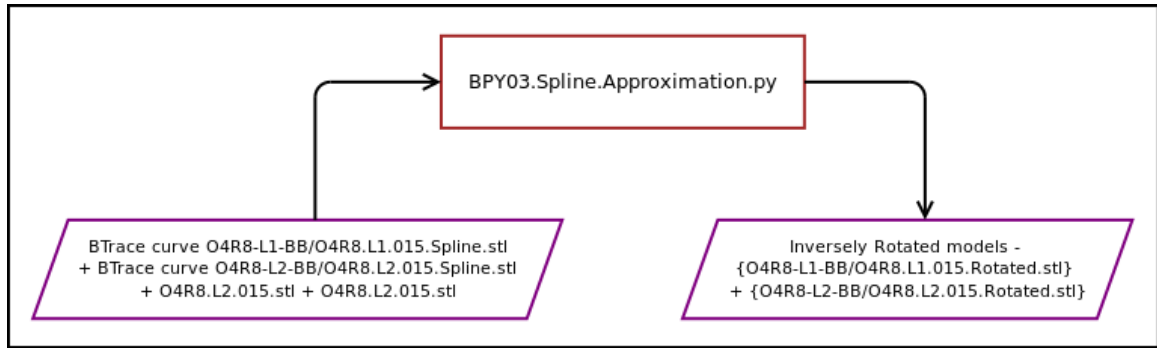 BPY03.Spline.Approximation.py
BTrace curve O4R8-L1-BB/O4R8.L1.015.Spline.stl
+ BTrace curve O4R8-L2-BB/O4R8.L2.015.Spline.stl
+ O4R8.L2.015.stl + O4R8.L2.015.stl
Inversely Rotated models -
{O4R8-L1-BB/O4R8.L1.015.Rotated.stl}
+ {O4R8-L2-BB/O4R8.L2.015.Rotated.stl}